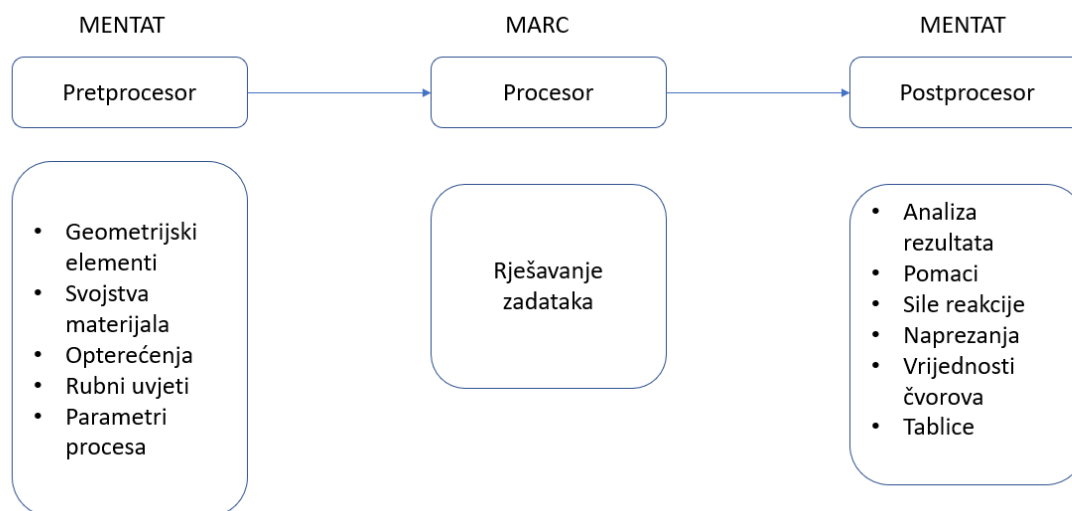 MENTAT
MARC
MENTAT
Pretprocesor
Procesor
Postprocesor
• Geometrijski
elementi
• Svojstva
materijala
• Opterećenja
• Rubni uvjeti
• Parametri
procesa
Rješavanje
zadataka
• Analiza
rezultata
• Pomaci
• Sile reakcije
• Naprezanja
• Vrijednosti
čvorova
• Tablice